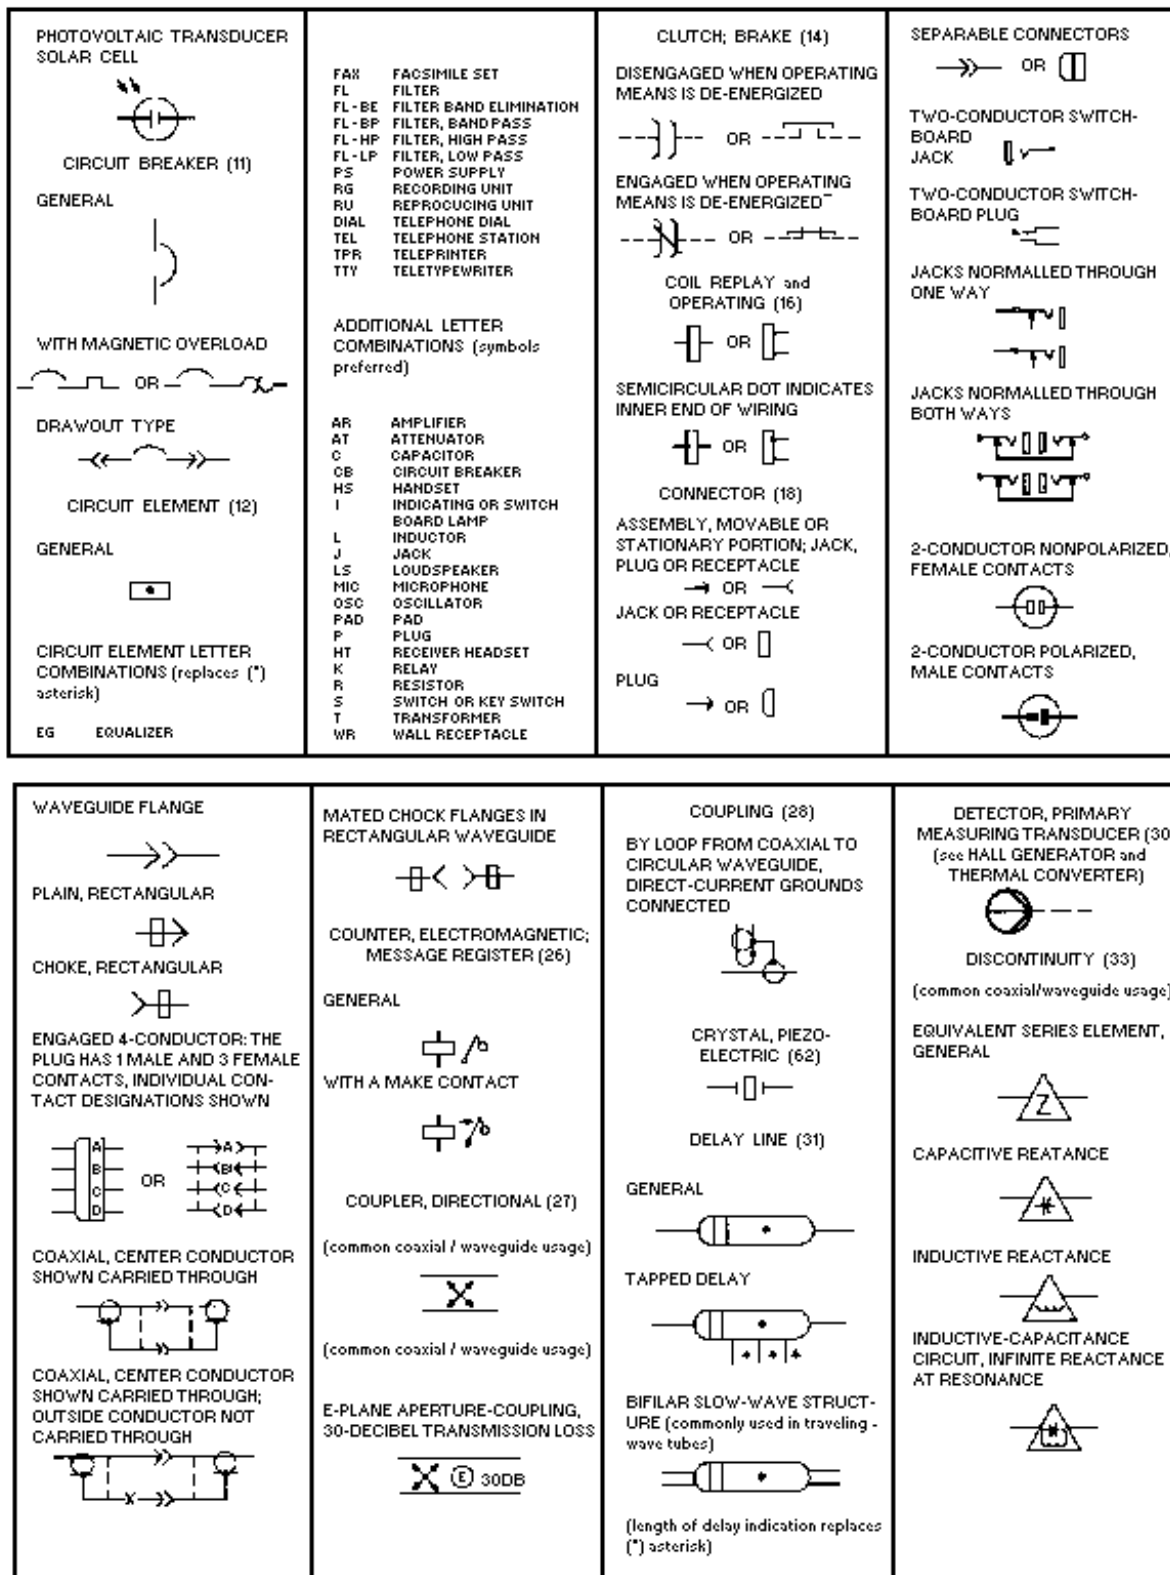 PHOTOVOLTAIC TRANSDUCER
SOLAR CELL
CIRCUIT BREAKER (11)
GENERAL
WITH MAGNETIC OVERLOAD
OR
DRAWOUT TYPE
CIRCUIT ELEMENT (12)
GENERAL
CIRCUIT ELEMENT LETTER
COMBINATIONS (replaces (*)
asterisk)
EG EQUALIZER
FAX FACSIMILE SET
FL FILTER
FL-BE FILTER BAND ELIMINATION
FL-BP FILTER, BAND PASS
FL-HP FILTER, HIGH PASS
FL-LP FILTER, LOW PASS
PS POWER SUPPLY
RG RECORDING UNIT
RU REPROCUCING UNIT
DIAL TELEPHONE DIAL
TEL TELEPHONE STATION
TPR TELEPRINTER
TTY TELETYPEWRITER
ADDITIONAL LETTER
COMBINATIONS (symbols
preferred)
AR AMPLIFIER
AT ATTENUATOR
C CAPACITOR
CB CIRCUIT BREAKER
HS HANDSET
I INDICATING OR SWITCH
BOARD LAMP
L INDUCTOR
J JACK
LS LOUDSPEAKER
MIC MICROPHONE
OSC OSCILLATOR
PAD PAD
P PLUG
HT RECEIVER HEADSET
K RELAY
R RESISTOR
S SWITCH OR KEY SWITCH
T TRANSFORMER
WR WALL RECEPTACLE
CLUTCH; BRAKE (14)
DISENGAGED WHEN OPERATING
MEANS IS DE-ENERGIZED
OR
ENGAGED WHEN OPERATING
MEANS IS DE-ENERGIZED
OR
COIL REPLAY and
OPERATING (16)
OR
SEMICIRCULAR DOT INDICATES
INNER END OF WIRING
OR
CONNECTOR (18)
ASSEMBLY, MOVABLE OR
STATIONARY PORTION; JACK,
PLUG OR RECEPTACLE
OR
JACK OR RECEPTACLE
OR
PLUG
OR
SEPARABLE CONNECTORS
OR
TWO-CONDUCTOR SWITCH-
BOARD
JACK
TWO-CONDUCTOR SWITCH-
BOARD PLUG
JACKS NORMALLED THROUGH
ONE WAY
JACKS NORMALLED THROUGH
BOTH WAYS
2-CONDUCTOR NONPOLARIZED,
FEMALE CONTACTS
2-CONDUCTOR POLARIZED,
MALE CONTACTS
WAVEGUIDE FLANGE
PLAIN, RECTANGULAR
CHOKE, RECTANGULAR
ENGAGED 4-CONDUCTOR: THE
PLUG HAS 1 MALE AND 3 FEMALE
CONTACTS, INDIVIDUAL CON-
TACT DESIGNATIONS SHOWN
A A
B OR B
C C
D D
COAXIAL, CENTER CONDUCTOR
SHOWN CARRIED THROUGH
COAXIAL, CENTER CONDUCTOR
SHOWN CARRIED THROUGH;
OUTSIDE CONDUCTOR NOT
CARRIED THROUGH
MATED CHOCK FLANGES IN
RECTANGULAR WAVEGUIDE
COUNTER, ELECTROMAGNETIC;
MESSAGE REGISTER (26)
GENERAL
WITH A MAKE CONTACT
COUPLER, DIRECTIONAL (27)
(common coaxial / waveguide usage)
(common coaxial / waveguide usage)
E-PLANE APERTURE-COUPLING,
30-DECIBEL TRANSMISSION LOSS
E 30DB
COUPLING (28)
BY LOOP FROM COAXIAL TO
CIRCULAR WAVEGUIDE,
DIRECT-CURRENT GROUNDS
CONNECTED
CRYSTAL, PIEZO-
ELECTRIC (62)
DELAY LINE (31)
GENERAL
TAPPED DELAY
BIFILAR SLOW-WAVE STRUCT-
URE (commonly used in traveling -
wave tubes)
(length of delay indication replaces
(*) asterisk)
DETECTOR, PRIMARY
MEASURING TRANSDUCER (30
(see HALL GENERATOR and
THERMAL CONVERTER)
DISCONTINUITY (33)
(common coaxial/waveguide usage)
EQUIVALENT SERIES ELEMENT,
GENERAL
Z
CAPACITIVE REATANCE
INDUCTIVE REACTANCE
INDUCTIVE-CAPACITANCE
CIRCUIT, INFINITE REACTANCE
AT RESONANCE